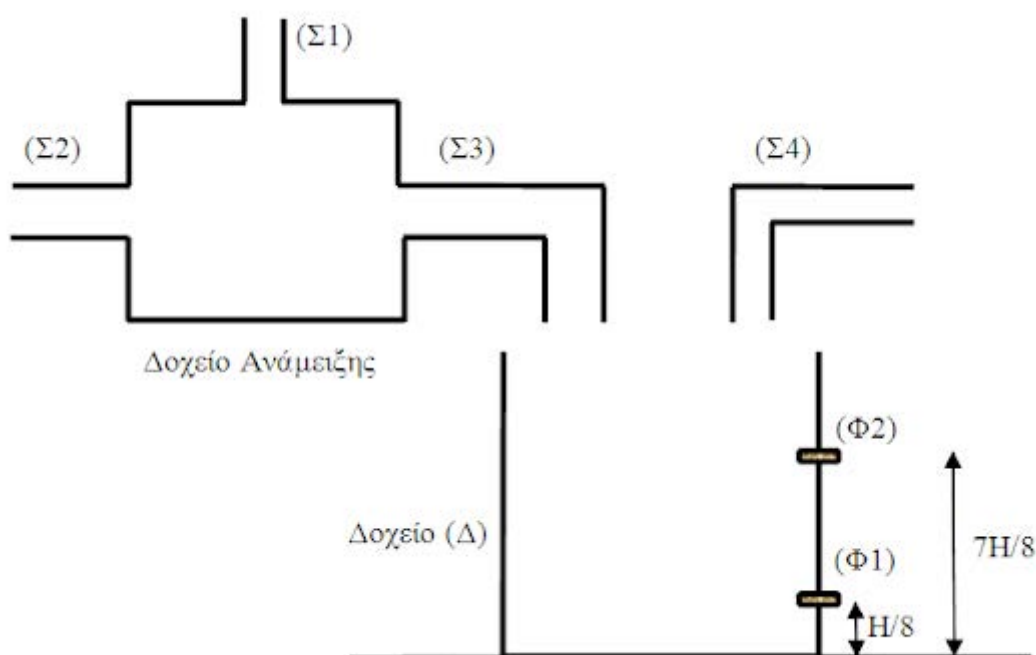 (Σ1)
(Σ2)
(Σ3)
(Σ4)
Δοχείο Ανάμειξης
(Φ2)
Δοχείο (Δ)
(Φ1)
7H/8
H/8